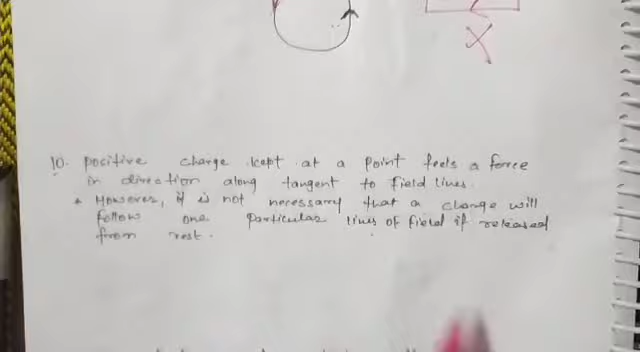 10. Positive charge kept at a point feels a force
in direction along tangent to field lines.
* However, it is not necessary that a charge will
follow one particular lines of field if released
from rest.
X